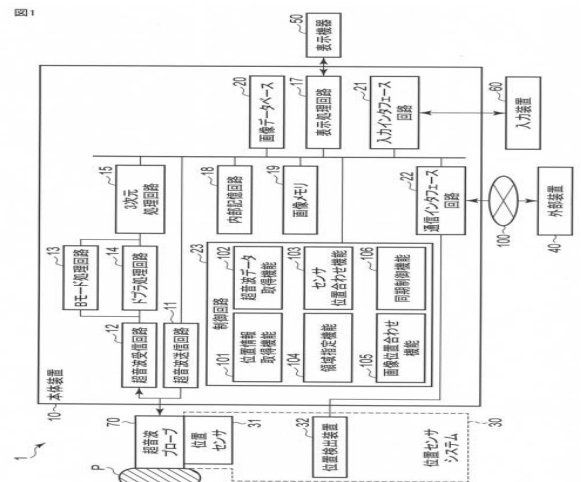 図1
1
P
70
超音波
プローブ
位置
センサ
31
10
本体装置
12
超音波受信回路
11
超音波送信回路
13
Bモード処理回路
14
ドプラ処理回路
15
3次元
処理回路
18
内部記憶回路
19
画像メモリ
20
画像データベース
17
表示処理回路
50
表示機器
21
入力インタフェース
回路
60
入力装置
22
通信インタフェース
回路
100
40
外部装置
23
制御回路
101
位置情報
取得機能
102
超音波データ
取得機能
104
領域指定機能
103
センサ
位置合わせ機能
105
画像位置合わせ
機能
106
同期制御機能
32
位置検出装置
30
位置センサ
システム